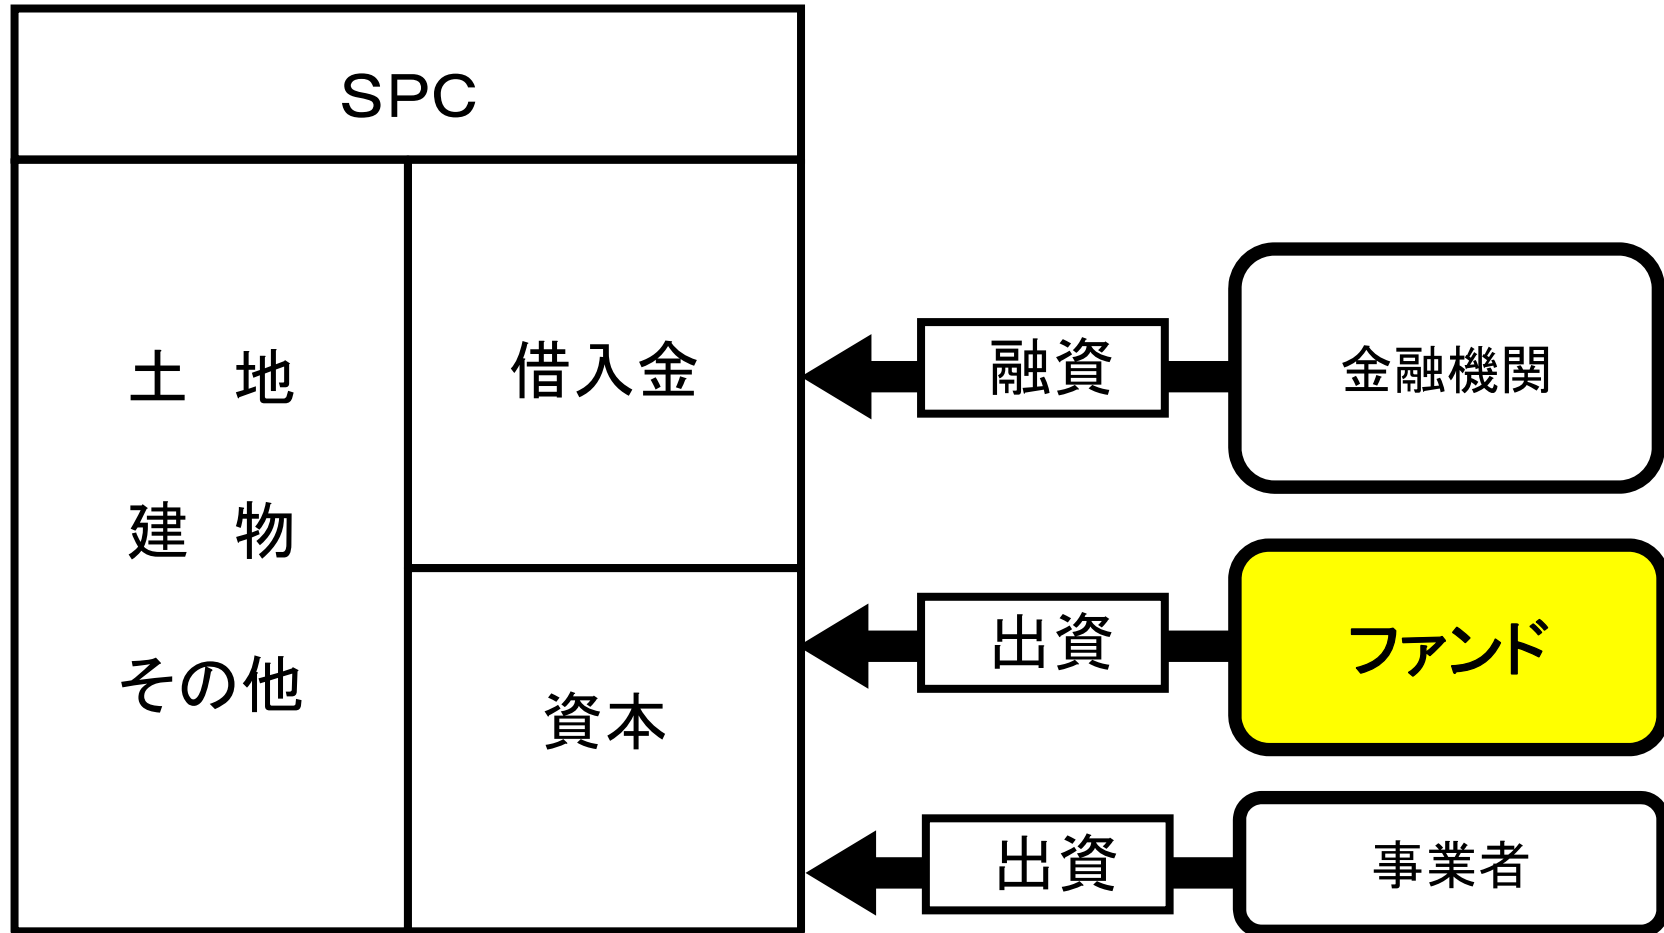 SPC
土 地
建 物
その他
借入金
資本
融資
金融機関
出資
ファンド
出資
事業者